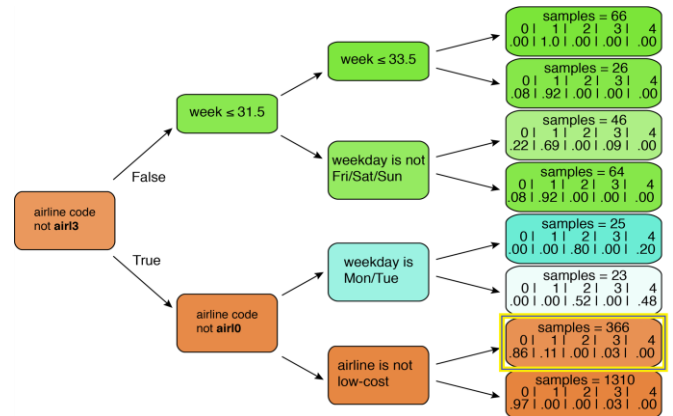 samples = 66
0| 1| 2| 3| 4
.00 |1.0| .00 |.00 | .00
week ≤ 33.5
samples = 26
0| 1| 2| 3| 4
.08|.92 |.00 |.00 | .00
week ≤ 31.5
samples = 46
0| 1| 2| 3| 4
.22|.69 |.00 |.09 |.00
weekday is not
Fri/Sat/Sun
False
samples = 64
0| 1| 2| 3| 4
.08|.92 |.00 |.00 | .00
airline code
not airl3
samples = 25
0| 1| 2| 3| 4
.00 |.00 |.80 |.00 | .20
weekday is
Mon/Tue
True
samples = 23
0| 1| 2| 3| 4
.00 |.00 |.52 |.00 | .48
airline code
not airl0
samples = 366
0| 1| 2| 3| 4
.86| .11| .00 |.03 | .00
airline is not
low-cost
samples = 1310
0| 1| 2| 3| 4
.97|.00 |.00 |.03 | .00